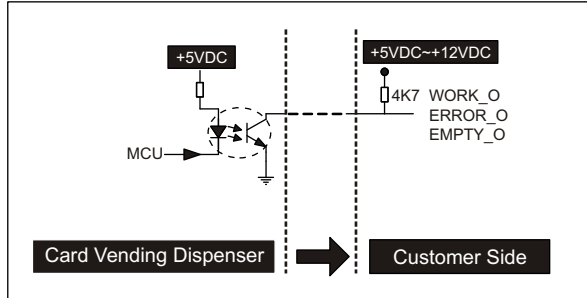 +5VDC
+5VDC~+12VDC
4K7 WORK_O
ERROR_O
EMPTY_O
MCU
Card Vending Dispenser
Customer Side